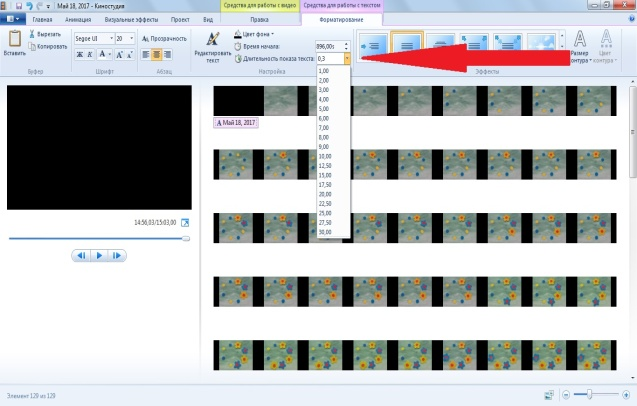 Май 18, 2017 - Киностудия
Средства для работы с видео
Средства для работы с текстом
Главная
Анимация
Визуальные эффекты
Проект
Вид
Правка
Форматирование
Вставить
Вырезать
Копировать
Буфер
Segoe UI
20
Прозрачность
Ж К А А А
Шрифт
Абзац
Редактировать
текст
Цвет фона
Время начала:
896,00s
Длительность показа текста:
0,3
Настройка
Эффекты
Размер
контура
Цвет
контура
1,00
2,00
3,00
4,00
5,00
6,00
7,00
8,00
9,00
10,00
12,50
15,00
17,50
20,00
22,50
25,00
27,50
30,00
А Май 18, 2017
14:56,03/15:03,00
Элемент 129 из 129